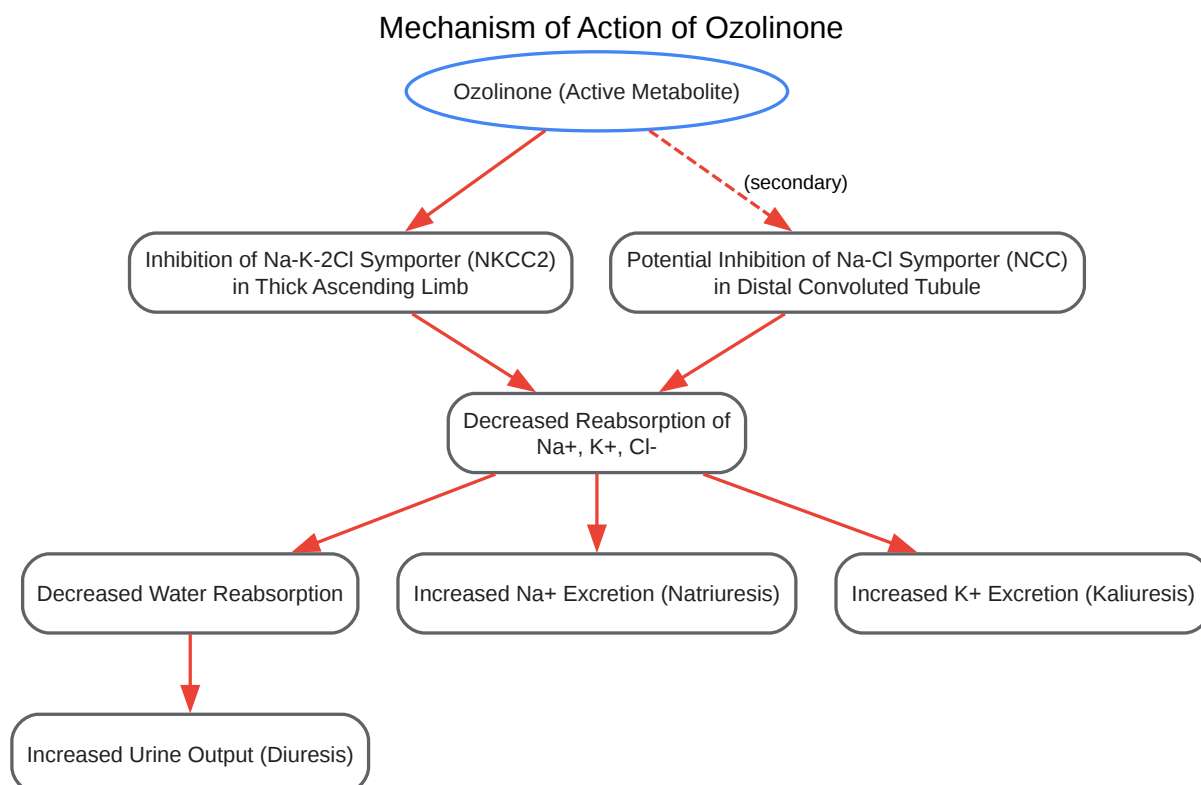 Mechanism of Action of Ozolinone
Ozolinone (Active Metabolite)
(secondary)
Inhibition of Na-K-2Cl Symporter (NKCC2)
in Thick Ascending Limb
Potential Inhibition of Na-Cl Symporter (NCC)
in Distal Convoluted Tubule
Decreased Reabsorption of
Na+, K+, Cl-
Decreased Water Reabsorption
Increased Na+ Excretion (Natriuresis)
Increased K+ Excretion (Kaliuresis)
Increased Urine Output (Diuresis)